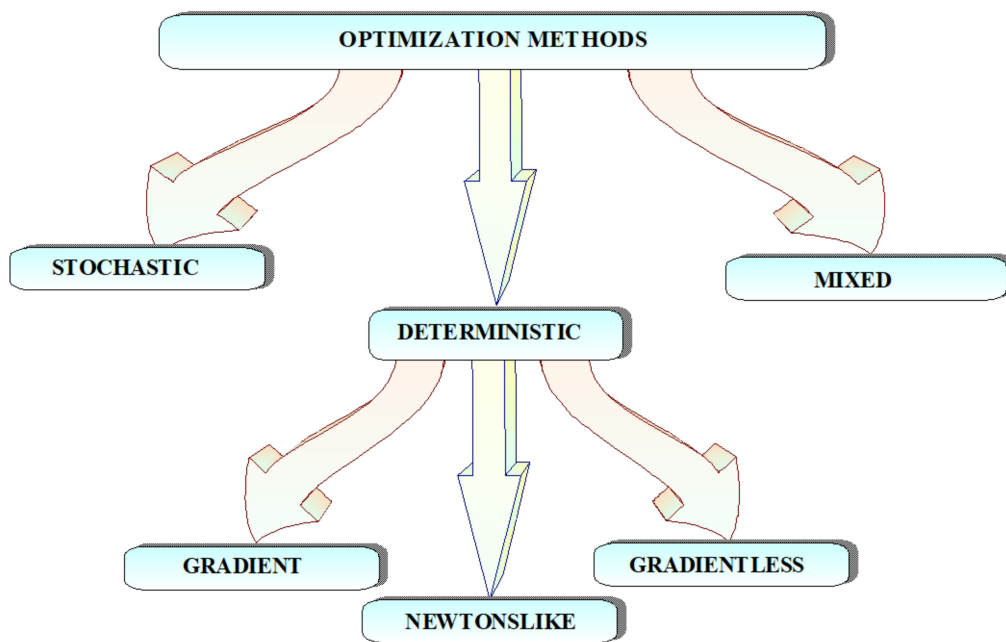 OPTIMIZATION METHODS
STOCHASTIC
MIXED
DETERMINISTIC
GRADIENT
GRADIENTLESS
NEWTONSLIKE